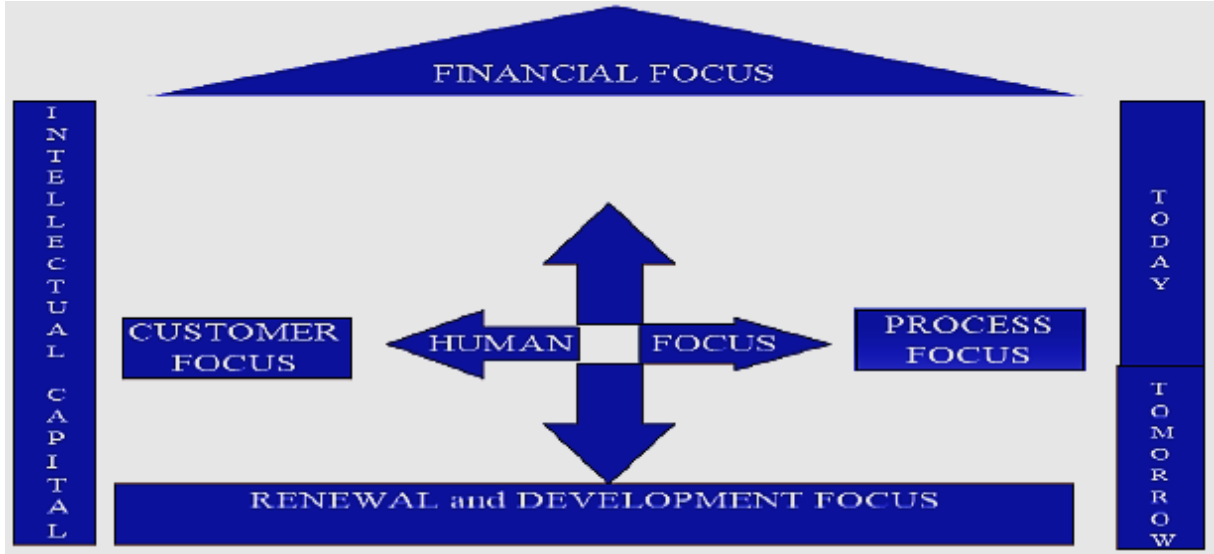 FINANCIAL FOCUS
INTELLECTUAL CAPITAL
TODAY
CUSTOMER
FOCUS
HUMAN FOCUS
PROCESS
FOCUS
TOMORROW
RENEWAL and DEVELOPMENT FOCUS